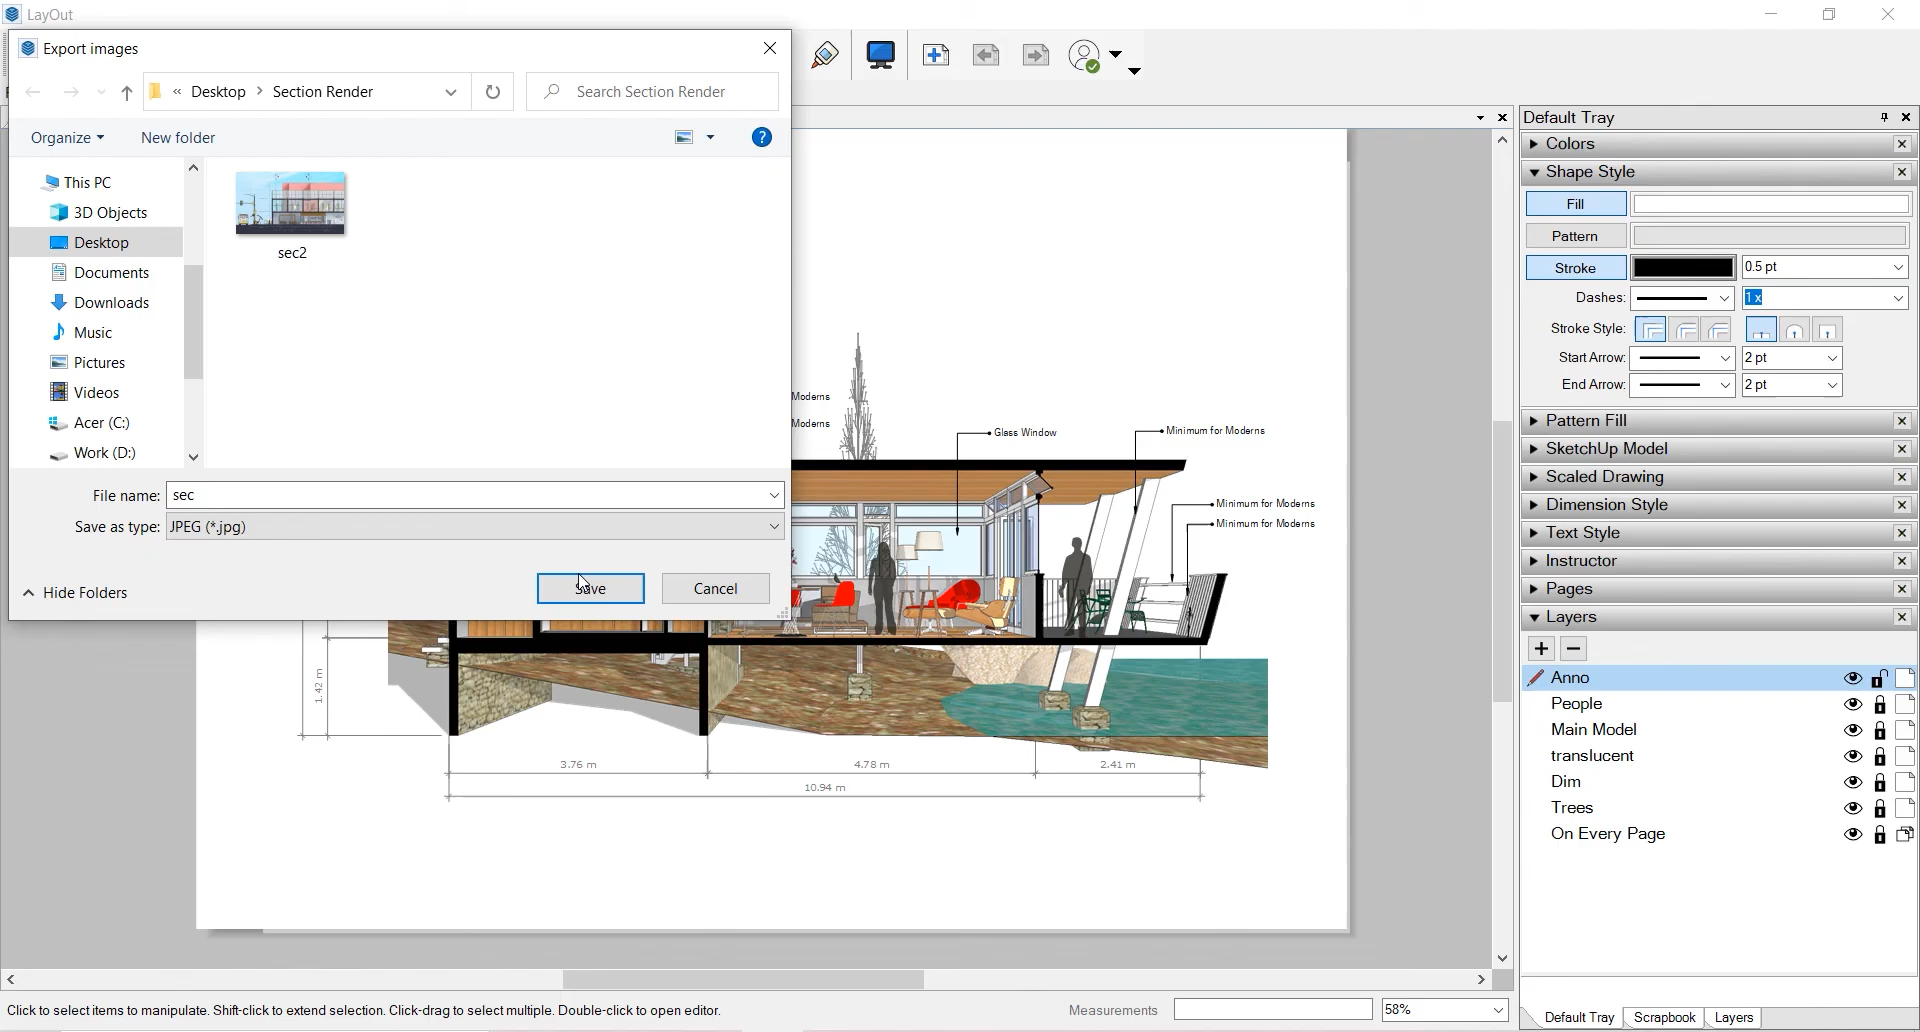 LayOut
Export images
« Desktop > Section Render
Search Section Render
Organize
New folder
?
This PC
3D Objects
Desktop
Documents
Downloads
Music
Pictures
Videos
Acer (C:)
Work (D:)
sec2
File name: sec
Save as type: JPEG (*.jpg)
Hide Folders
Save
Cancel
Moderns
Moderns
Glass Window
Minimum for Moderns
Minimum for Moderns
Minimum for Moderns
1.42 m
3.76 m
4.78 m
2.41 m
10.94 m
Default Tray
Colors
Shape Style
Fill
Pattern
Stroke
0.5 pt
Dashes:
1 x
Stroke Style:
Start Arrow:
2 pt
End Arrow:
2 pt
Pattern Fill
SketchUp Model
Scaled Drawing
Dimension Style
Text Style
Instructor
Pages
Layers
Anno
People
Main Model
translucent
Dim
Trees
On Every Page
Click to select items to manipulate. Shift-click to extend selection. Click-drag to select multiple. Double-click to open editor.
Measurements
58%
Default Tray
Scrapbook
Layers